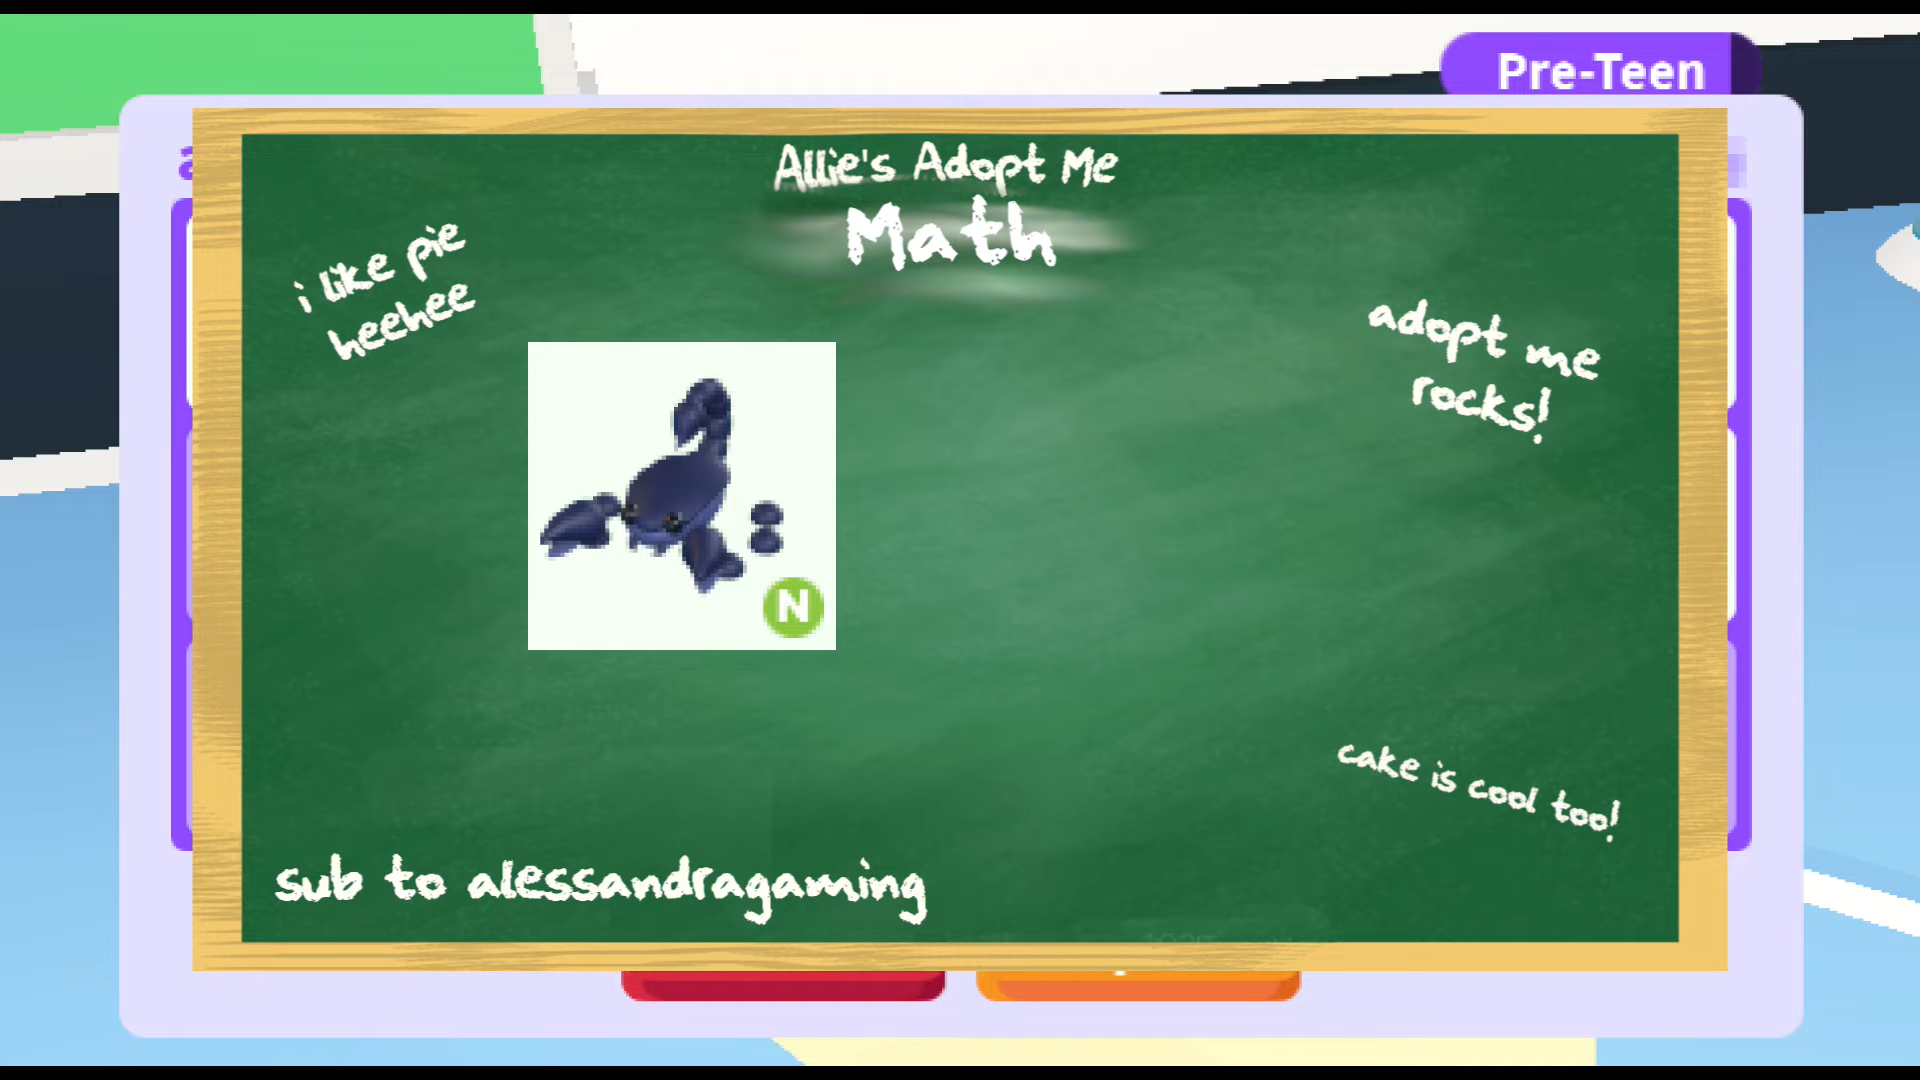 Pre-Teen
Allie's Adopt Me
Math
i like pie
heehee
adopt me
rocks!
N
cake is cool too!
sub to alessandragaming